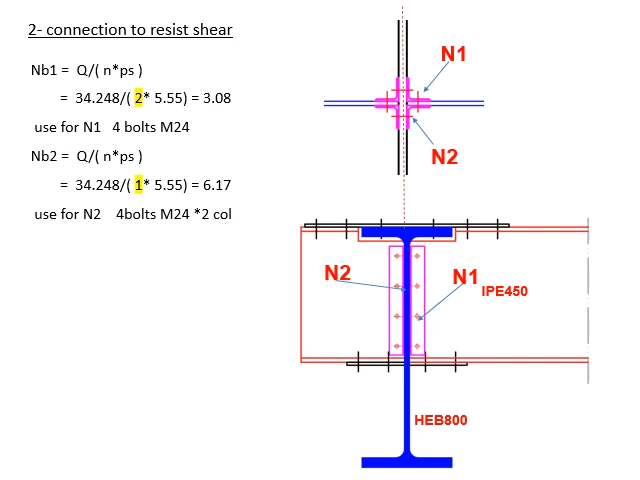 2- connection to resist shear
Nb1 = Q/( n*ps )
= 34.248/( 2* 5.55) = 3.08
use for N1 4 bolts M24
Nb2 = Q/( n*ps )
= 34.248/( 1* 5.55) = 6.17
use for N2 4bolts M24 *2 col
N1
N2
N2
N1
IPE450
HEB800